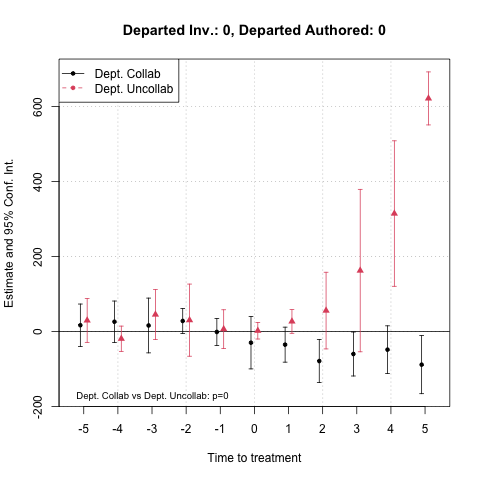 Departed Inv.: 0, Departed Authored: 0
Dept. Collab
Dept. Uncollab
Estimate and 95% Conf. Int.
600
400
200
0
-200
Dept. Collab vs Dept. Uncollab: p=0
-5 -4 -3 -2 -1 0 1 2 3 4 5
Time to treatment